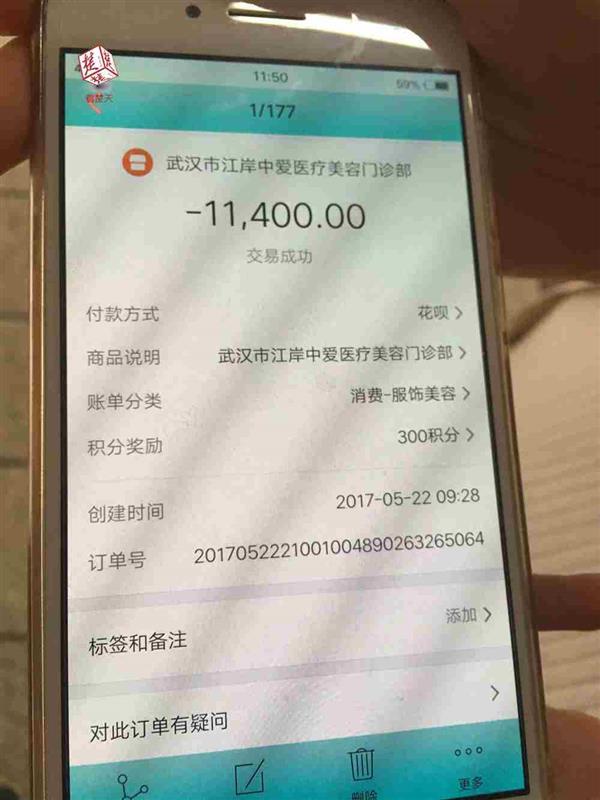 看楚天
11:50
59%
1/177
武汉市江岸中爱医疗美容门诊部
-11,400.00
交易成功
付款方式 花呗
商品说明 武汉市江岸中爱医疗美容门诊部
账单分类 消费-服饰美容
积分奖励 300积分
创建时间 2017-05-22 09:28
订单号 20170522210010048902632650​64
标签和备注 添加
对此订单有疑问
删除 更多